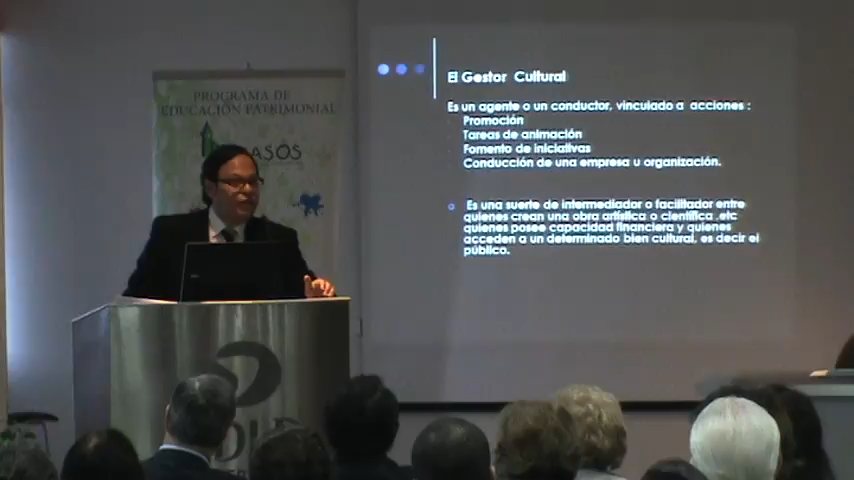 PROGRAMA DE
EDUCACIÓN PATRIMONIAL
ASOS
El Gestor Cultural
Es un agente o un conductor, vinculado a acciones :
Promoción
Tareas de animación
Fomento de iniciativas
Conducción de una empresa u organización.
Es una suerte de intermediador o facilitador entre
quienes crean una obra artística o científica ,etc
quienes posee capacidad financiera y quienes
acceden a un determinado bien cultural, es decir el
público.